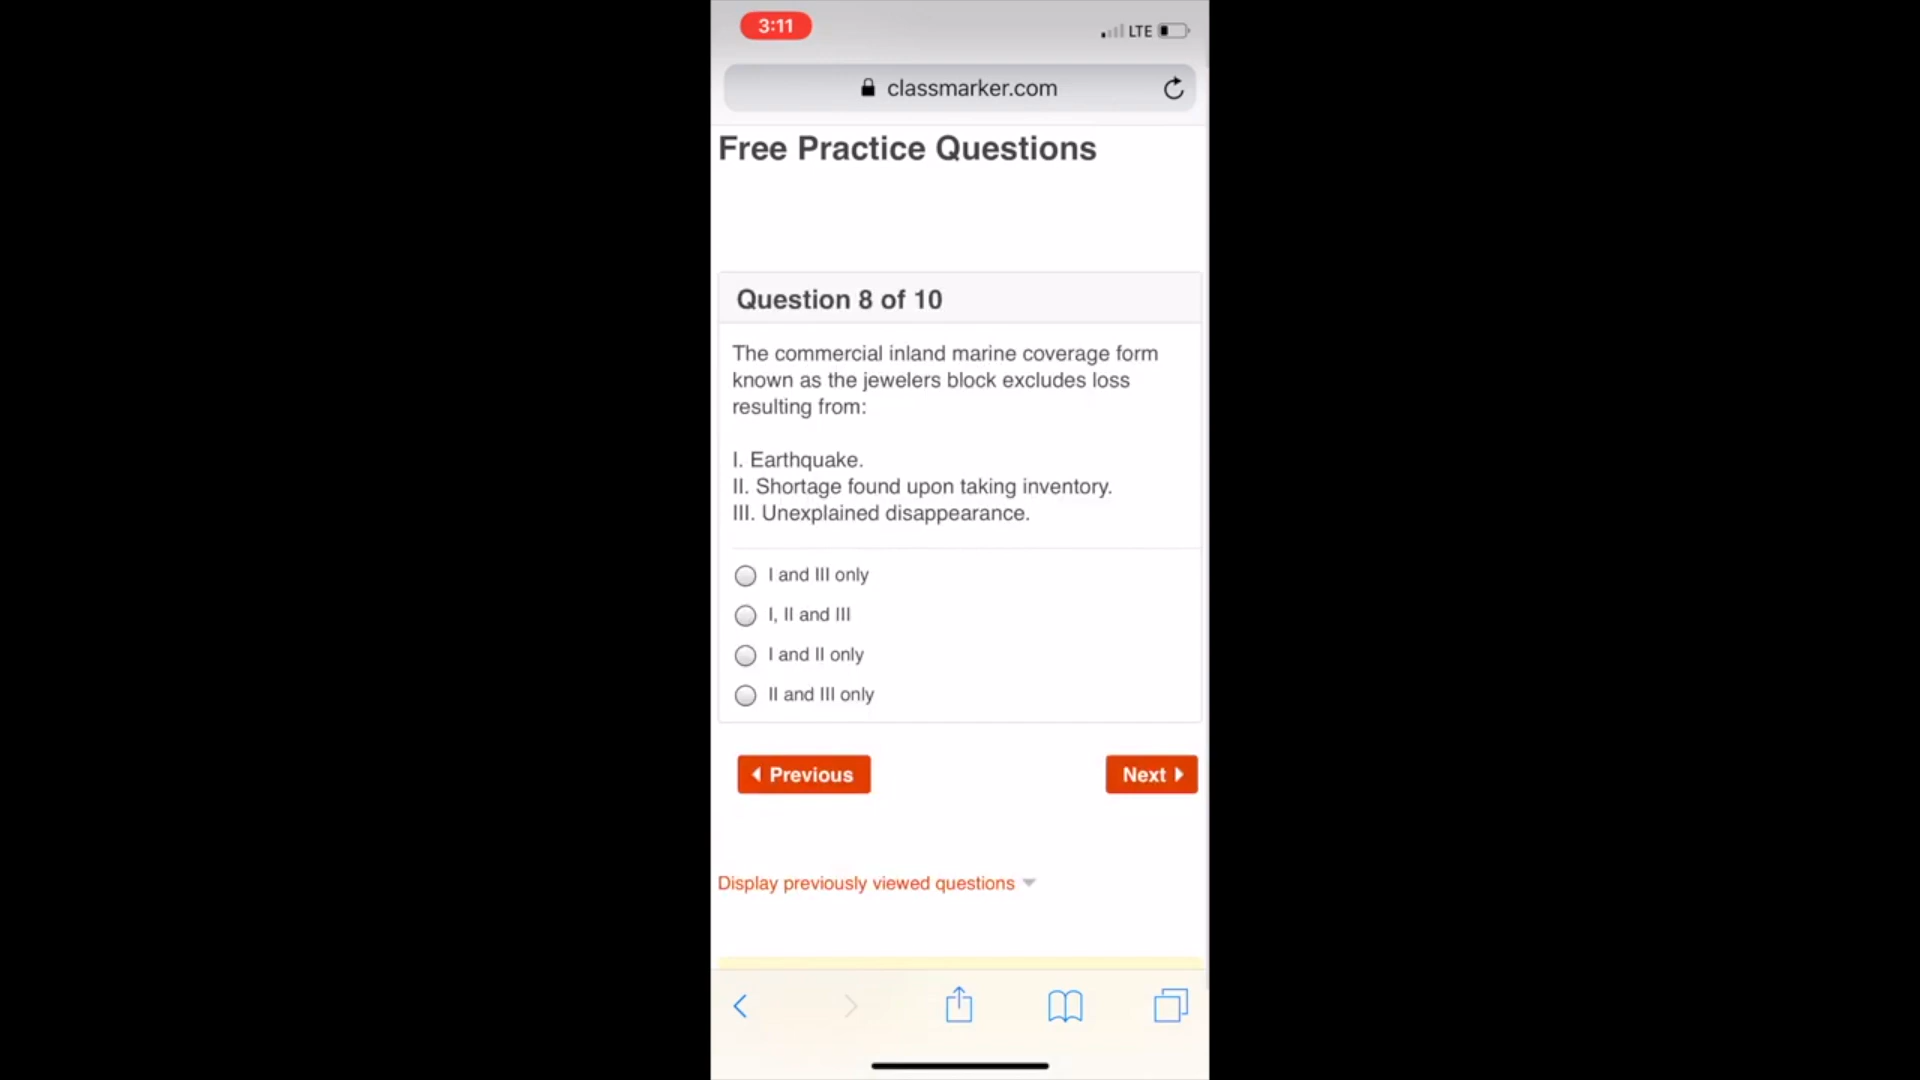 3:11
LTE
classmarker.com
Free Practice Questions
Question 8 of 10
The commercial inland marine coverage form
known as the jewelers block excludes loss
resulting from:
I. Earthquake.
II. Shortage found upon taking inventory.
III. Unexplained disappearance.
I and III only
I, II and III
I and II only
II and III only
Previous
Next
Display previously viewed questions